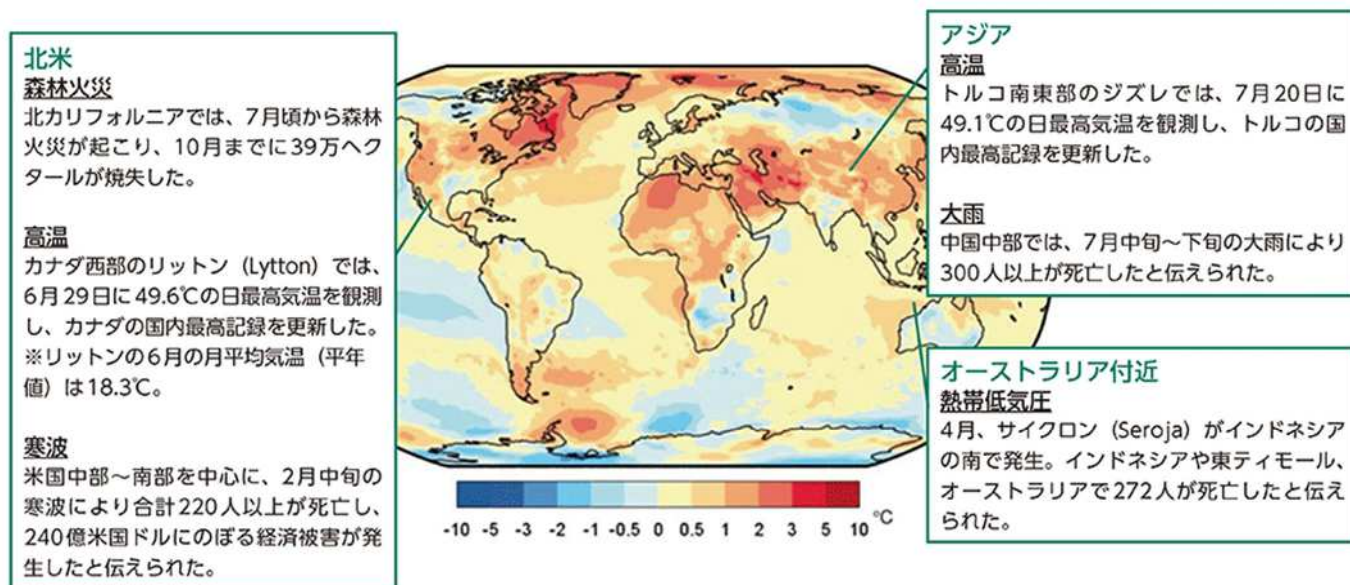 北米
森林火災
北カリフォルニアでは、7月頃から森林
火災が起こり、10月までに39万ヘク
タールが焼失した。
高温
カナダ西部のリットン（Lytton）では、
6月29日に49.6℃の日最高気温を観測
し、カナダの国内最高記録を更新した。
※リットンの6月の月平均気温（平年
値）は18.3℃。
寒波
米国中部～南部を中心に、2月中旬の
寒波により合計220人以上が死亡し、
240億米国ドルにのぼる経済被害が発
生したと伝えられた。
アジア
高温
トルコ南東部のジズレでは、7月20日に
49.1℃の日最高気温を観測し、トルコの国
内最高記録を更新した。
大雨
中国中部では、7月中旬～下旬の大雨により
300人以上が死亡したと伝えられた。
オーストラリア付近
熱帯低気圧
4月、サイクロン（Seroja）がインドネシア
の南で発生。インドネシアや東ティモール、
オーストラリアで272人が死亡したと伝え
られた。
-10 -5 -3 -2 -1 -0.5 0 0.5 1 2 3 5 10 ℃